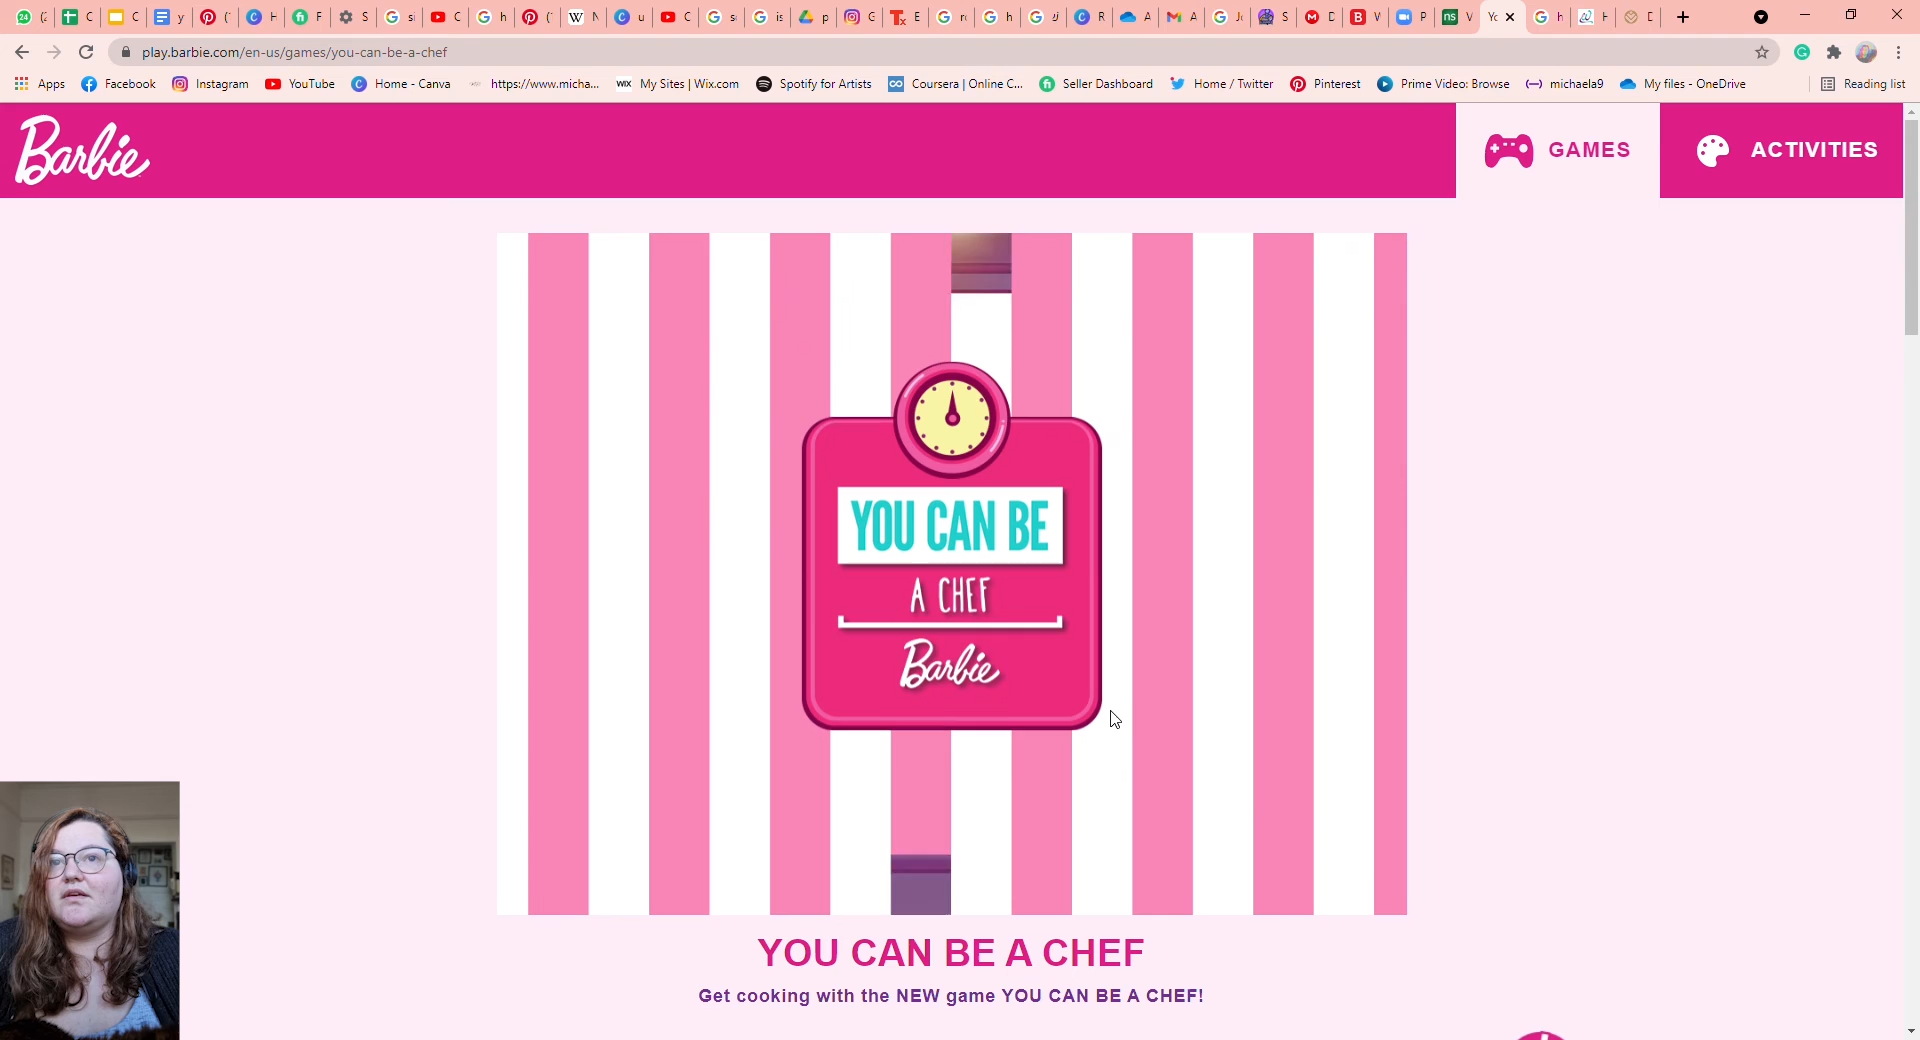 play.barbie.com/en-us/games/you-can-be-a-chef
Apps Facebook Instagram YouTube Home - Canva https://www.micha... WIX My Sites | Wix.com Spotify for Artists Coursera | Online C... Seller Dashboard Home / Twitter Pinterest Prime Video: Browse michaela9 My files - OneDrive Reading list
Barbie GAMES ACTIVITIES
YOU CAN BE
A CHEF
Barbie
YOU CAN BE A CHEF
Get cooking with the NEW game YOU CAN BE A CHEF!